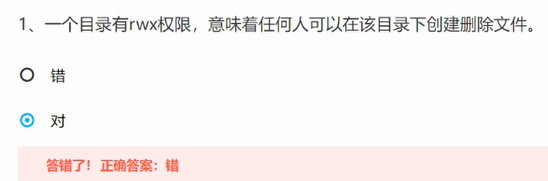 1、一个目录有rwx权限，意味着任何人可以在该目录下创建删除文件。
错
对
答错了！正确答案：错